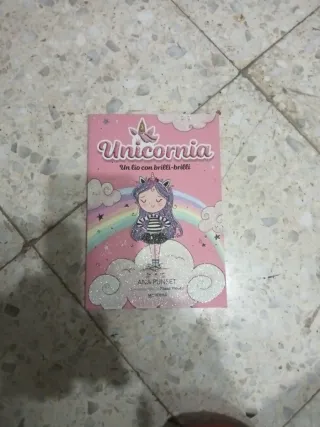 Unicornia
Un lío con brilli-brilli
ANA PUNSET